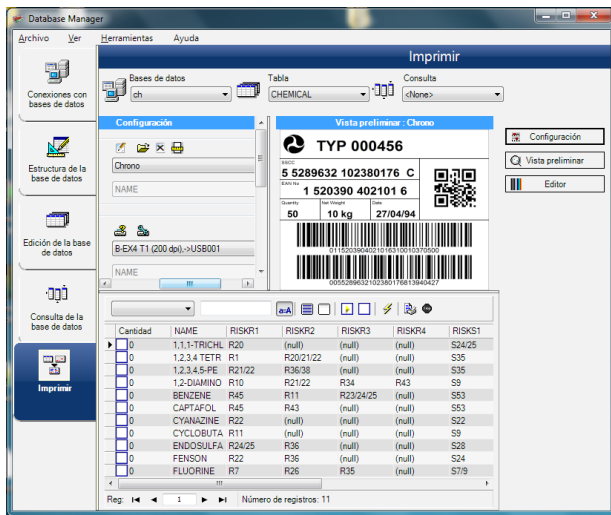 Database Manager
Archivo Ver Herramientas Ayuda
Imprimir
Conexiones con bases de datos
Estructura de la base de datos
Edición de la base de datos
Consulta de la base de datos
Imprimir
Bases de datos
ch
Tabla
CHEMICAL
Consulta
<None>
Configuración
Chrono
NAME
B-EX4 T1 (200 dpi),->USB001
NAME
Vista preliminar : Chrono
TYP 000456
SSCC
5 5289632 102380176 C
EAN No
1 520390 402101 6
Quantity Net Weight Date
50 10 kg 27/04/94
0115203904021016310010370500
0055289632102380176813940427
Configuración
Vista preliminar
Editor
a=A
Cantidad NAME RISKR1 RISKR2 RISKR3 RISKR4 RISKS1
0 1,1,1-TRICHL R20 (null) (null) (null) S24/25
0 1,2,3,4 TETR R1 R20/21/22 (null) (null) S35
0 1,2,3,4,5-PE R21/22 R36/38 (null) (null) S35
0 1,2-DIAMINO R10 R21/22 R34 R43 S9
0 BENZENE R45 R11 R23/24/25 (null) S53
0 CAPTAFOL R45 R43 (null) (null) S53
0 CYANAZINE R22 (null) (null) (null) S22
0 CYCLOBUTA R11 (null) (null) (null) S9
0 ENDOSULFA R24/25 R36 (null) (null) S28
0 FENSON R22 R36 (null) (null) S24
0 FLUORINE R7 R26 R35 (null) S7/9
Reg: 1 Número de registros: 11